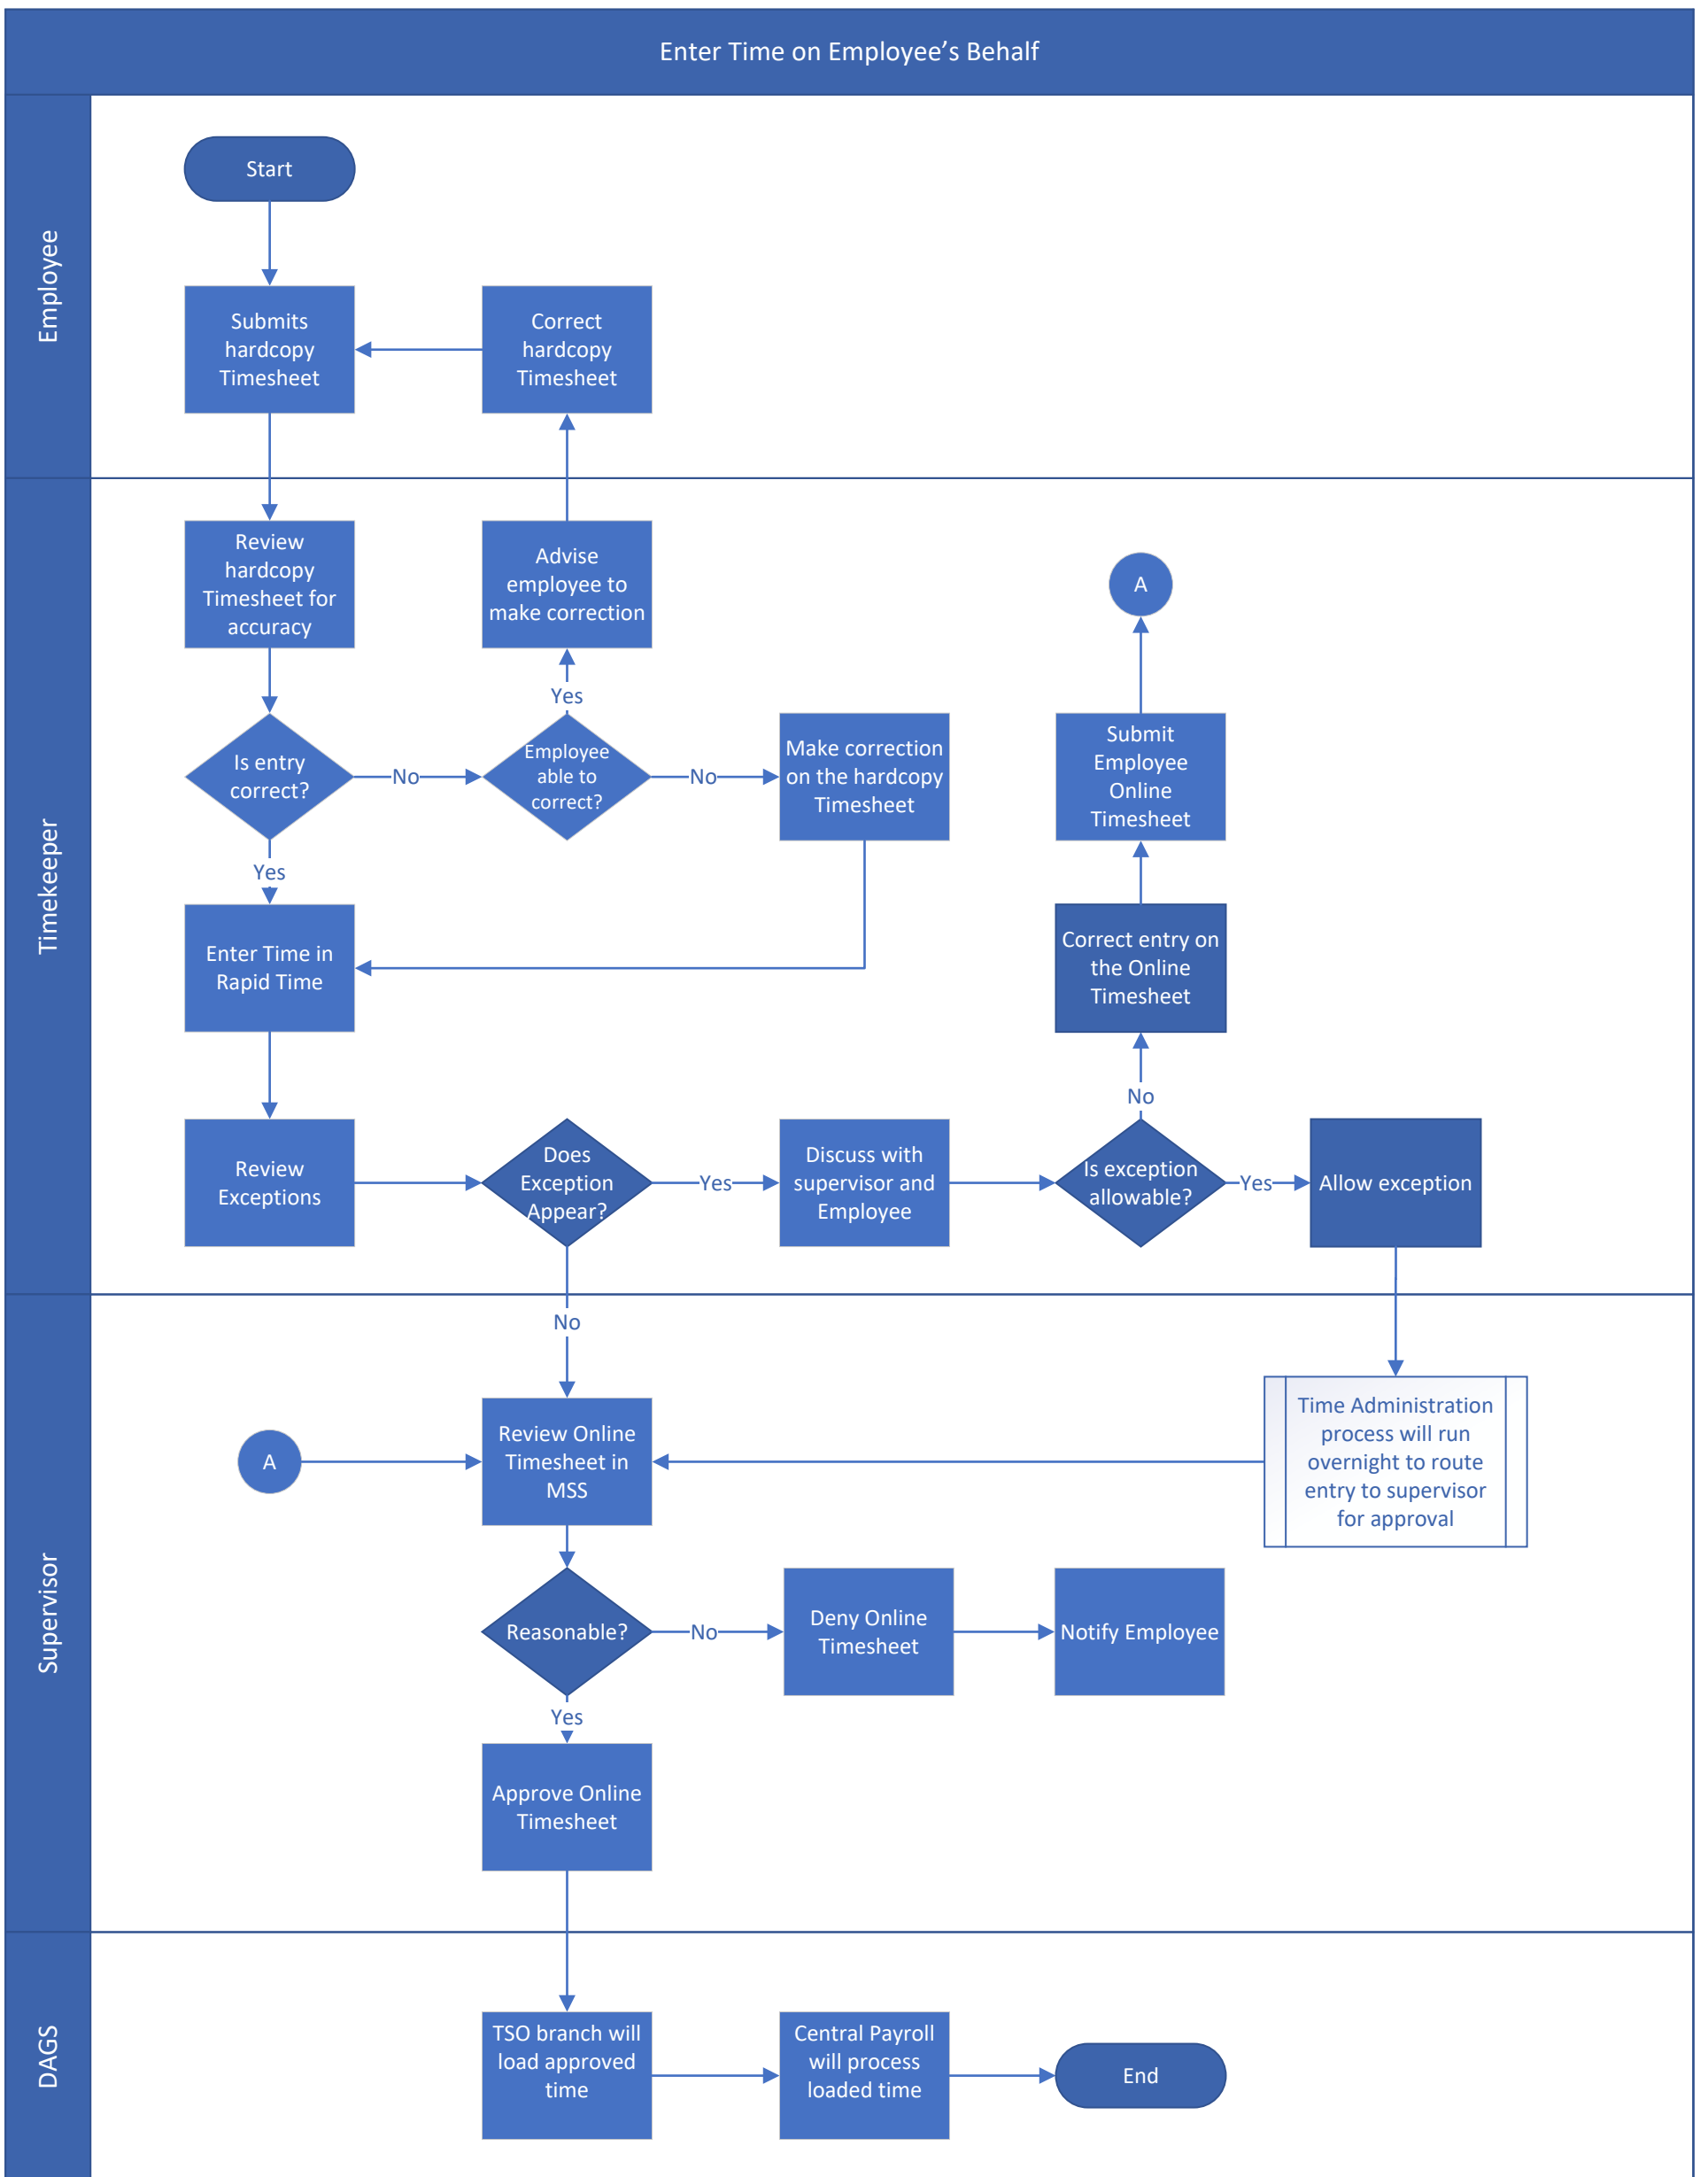 Enter Time on Employee’s Behalf
Employee
Start
Submits
hardcopy
Timesheet
Correct
hardcopy
Timesheet
Timekeeper
Review
hardcopy
Timesheet for
accuracy
Advise
employee to
make correction
A
Yes
Is entry
correct?
No
Employee
able to
correct?
No
Make correction
on the hardcopy
Timesheet
Submit
Employee
Online
Timesheet
Yes
Enter Time in
Rapid Time
Correct entry on
the Online
Timesheet
No
Review
Exceptions
Does
Exception
Appear?
Yes
Discuss with
supervisor and
Employee
Is exception
allowable?
Yes
Allow exception
Supervisor
No
A
Review Online
Timesheet in
MSS
Time Administration
process will run
overnight to route
entry to supervisor
for approval
Reasonable?
No
Deny Online
Timesheet
Notify Employee
Yes
Approve Online
Timesheet
DAGS
TSO branch will
load approved
time
Central Payroll
will process
loaded time
End